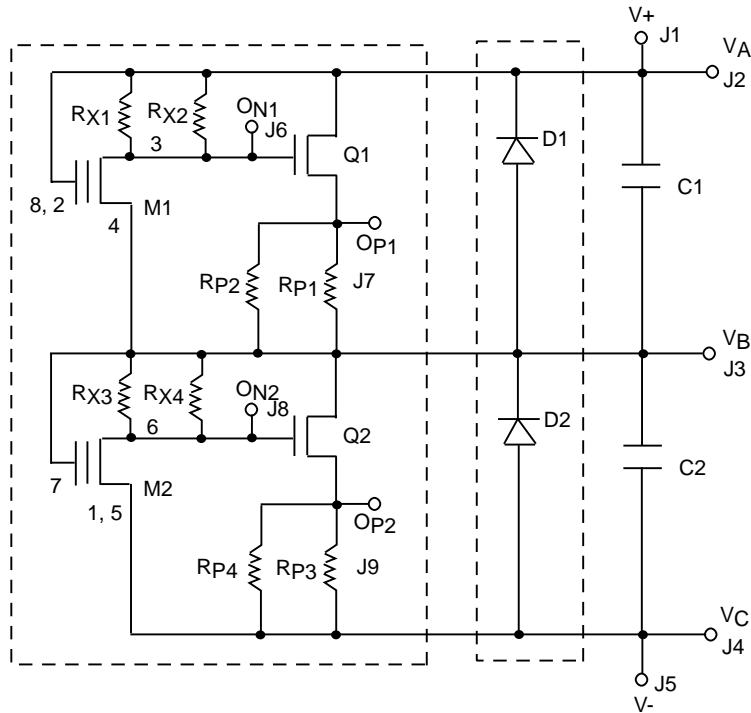 V+
J1
VA
J2
RX1
RX2
ON1
J6
3
Q1
D1
C1
8, 2
M1
4
OP1
RP2
RP1
J7
VB
J3
RX3
RX4
ON2
J8
6
Q2
D2
C2
7
M2
1, 5
OP2
RP4
RP3
J9
VC
J4
J5
V-